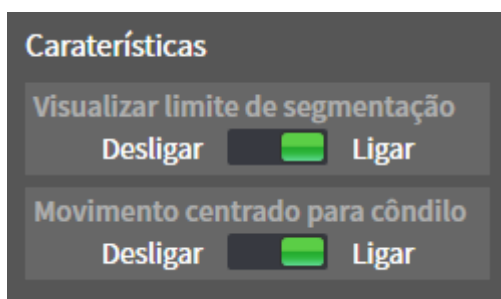 Caraterísticas
Visualizar limite de segmentação
Desligar Ligar
Movimento centrado para côndilo
Desligar Ligar